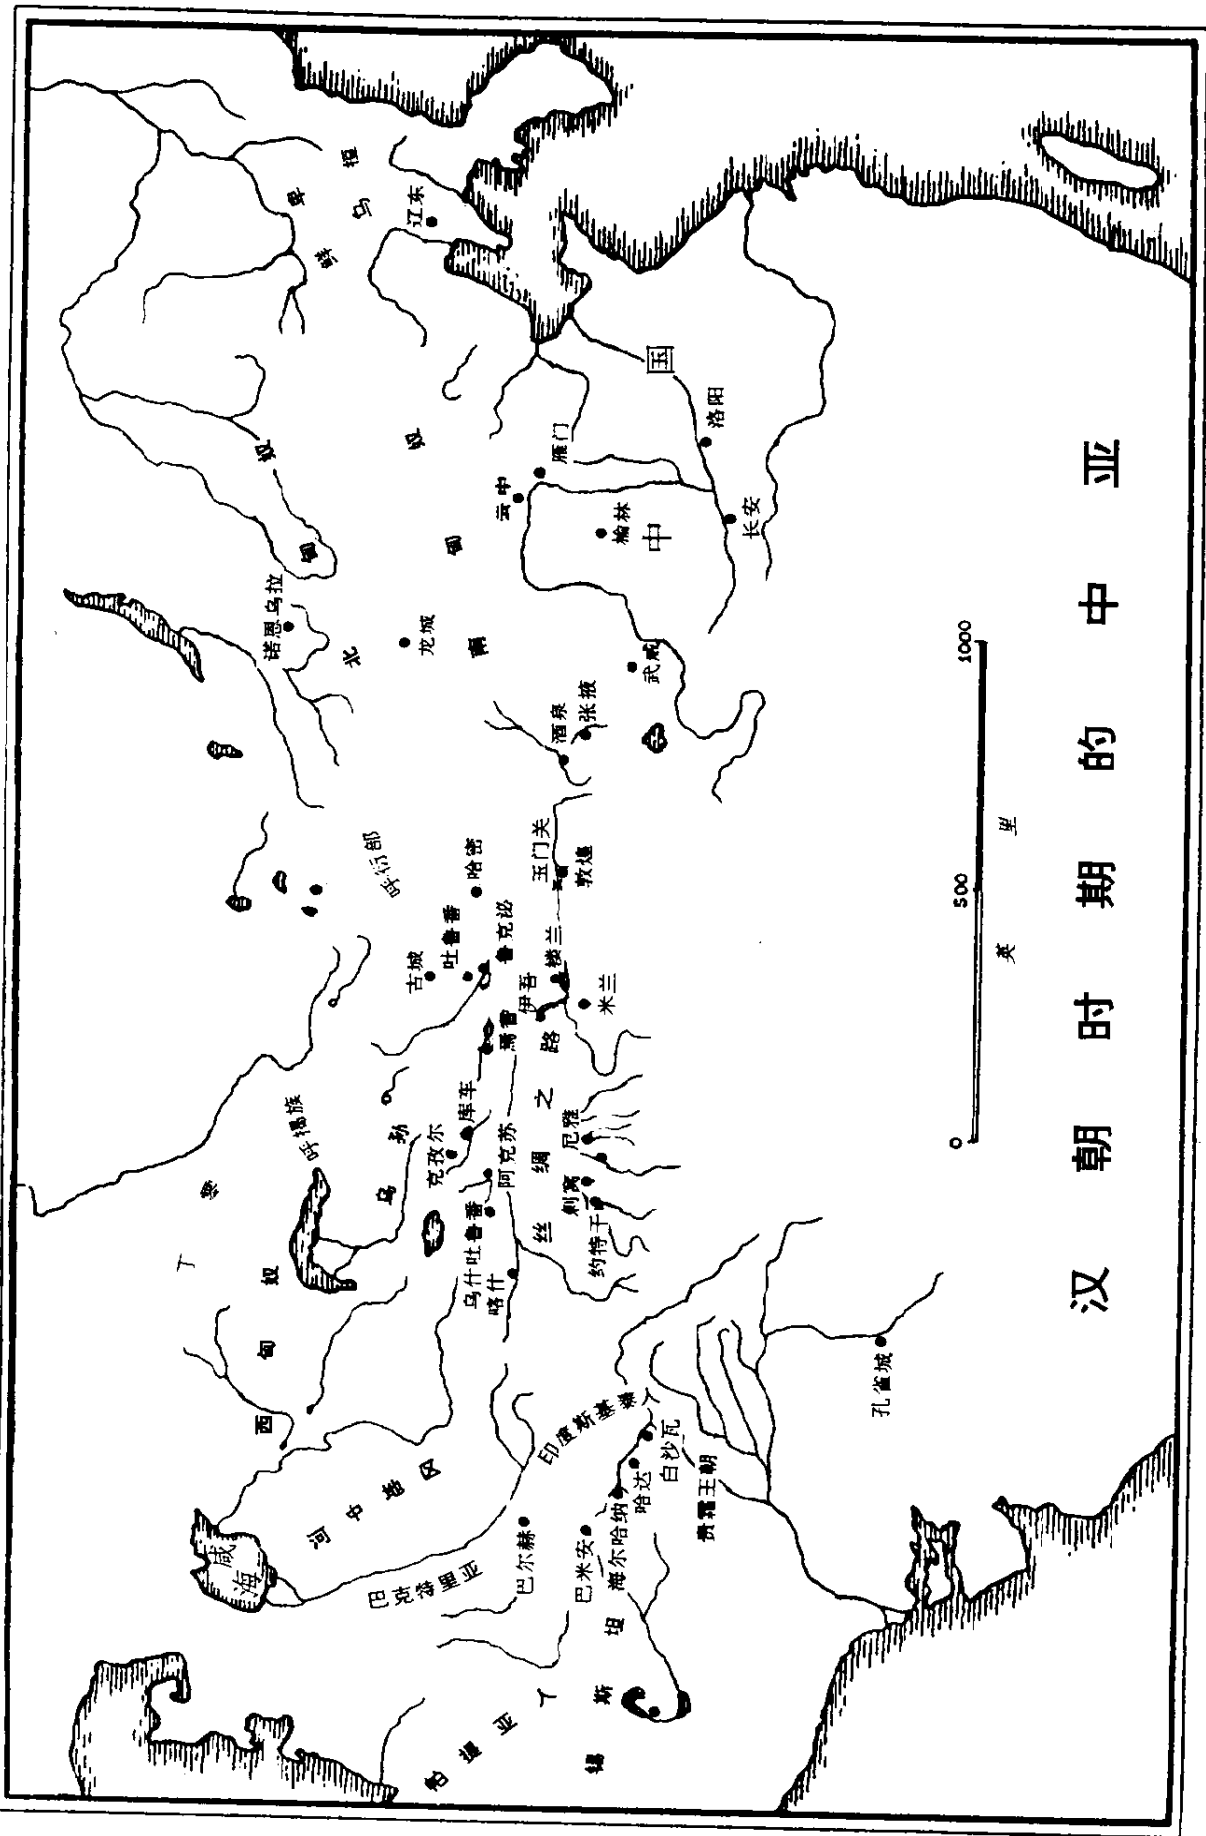 汉朝时期的中亚
0 500 1000
英里
鲜卑
乌桓
辽东
北匈奴
南匈奴
诺恩乌拉
龙城
云中
雁门
榆林
中国
洛阳
长安
武威
张掖
酒泉
玉门关
敦煌
呼衍部
哈密
吐鲁番
鲁克沁
古城
楼兰
伊吾
米兰
焉耆
库车
克孜尔
阿克苏
乌什吐鲁番
喀什
丝绸之路
尼雅
约特干
乌孙
呼揭族
丁零
西匈奴
咸海
河中地区
巴克特里亚
巴尔赫
巴米安
海尔哈纳
哈达
白沙瓦
印度斯基泰人
贵霜王朝
孔雀城
帕提亚人
锡斯坦